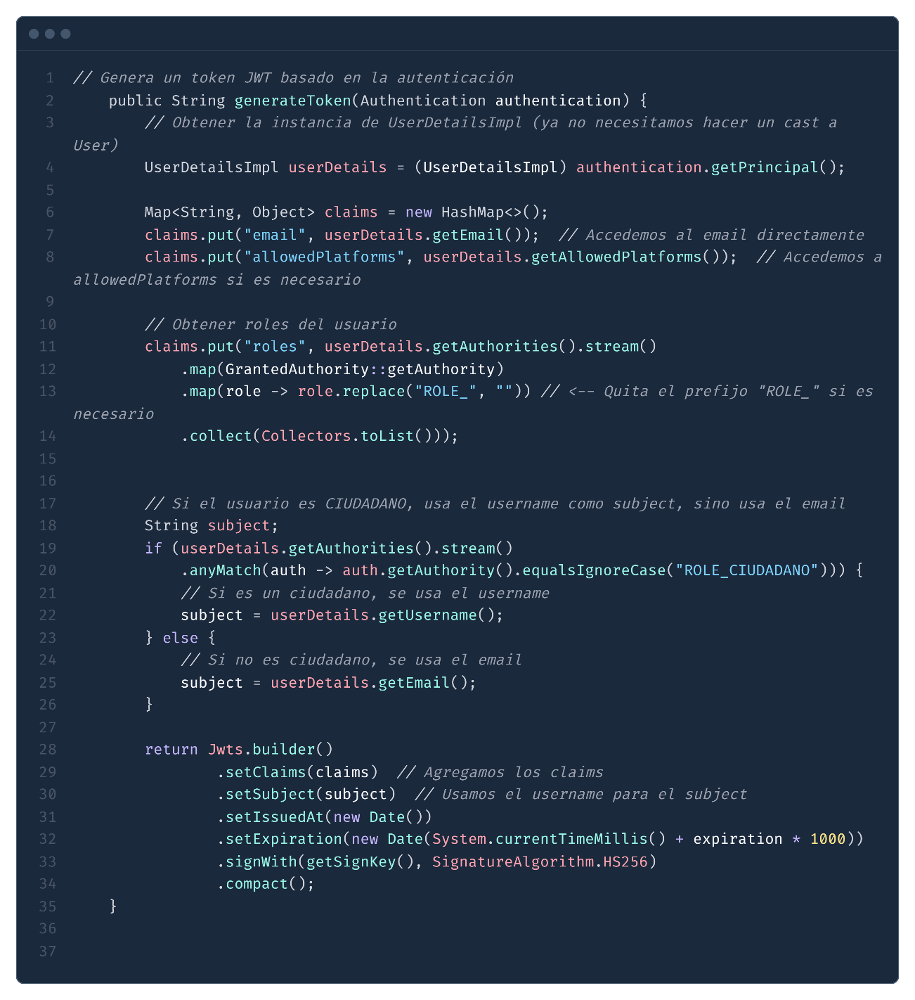 1 // Genera un token JWT basado en la autenticación
2     public String generateToken(Authentication authentication) {
3         // Obtener la instancia de UserDetailsImpl (ya no necesitamos hacer un cast a
User)
4         UserDetailsImpl userDetails = (UserDetailsImpl) authentication.getPrincipal();
5
6         Map<String, Object> claims = new HashMap<>();
7         claims.put("email", userDetails.getEmail());  // Accedemos al email directamente
8         claims.put("allowedPlatforms", userDetails.getAllowedPlatforms());  // Accedemos a
allowedPlatforms si es necesario
9
10         // Obtener roles del usuario
11         claims.put("roles", userDetails.getAuthorities().stream()
12             .map(GrantedAuthority::getAuthority)
13             .map(role -> role.replace("ROLE_", "")) // <-- Quita el prefijo "ROLE_" si es
necesario
14             .collect(Collectors.toList()));
15
16
17         // Si el usuario es CIUDADANO, usa el username como subject, sino usa el email
18         String subject;
19         if (userDetails.getAuthorities().stream()
20             .anyMatch(auth -> auth.getAuthority().equalsIgnoreCase("ROLE_CIUDADANO"))) {
21             // Si es un ciudadano, se usa el username
22             subject = userDetails.getUsername();
23         } else {
24             // Si no es ciudadano, se usa el email
25             subject = userDetails.getEmail();
26         }
27
28         return Jwts.builder()
29                 .setClaims(claims)  // Agregamos los claims
30                 .setSubject(subject)  // Usamos el username para el subject
31                 .setIssuedAt(new Date())
32                 .setExpiration(new Date(System.currentTimeMillis() + expiration * 1000))
33                 .signWith(getSignKey(), SignatureAlgorithm.HS256)
34                 .compact();
35     }
36
37